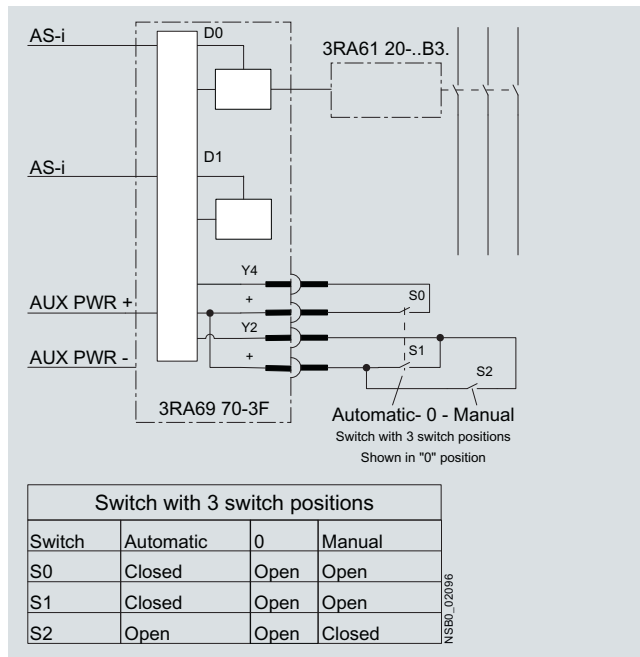 AS-i
D0
3RA61 20-..B3.
AS-i
D1
Y4
S0
AUX PWR +
+
Y2
S1
AUX PWR -
+
S2
3RA69 70-3F
Automatic- 0 - Manual
Switch with 3 switch positions
Shown in "0" position
Switch with 3 switch positions
Switch Automatic 0 Manual
S0 Closed Open Open
S1 Closed Open Open
S2 Open Open Closed
NSB0_02096